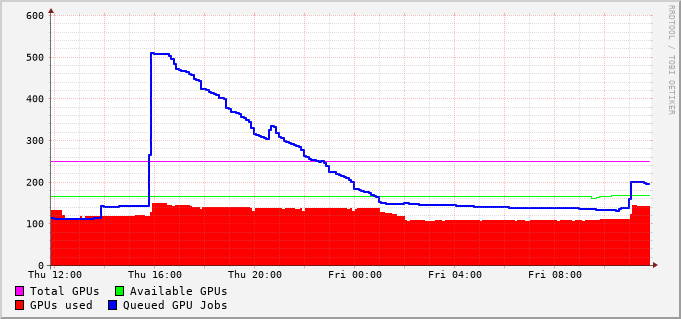 600
500
400
300
200
100
0
Thu 12:00 Thu 16:00 Thu 20:00 Fri 00:00 Fri 04:00 Fri 08:00
Total GPUs Available GPUs
GPUs used Queued GPU Jobs
RRDTOOL / TOBI OETIKER